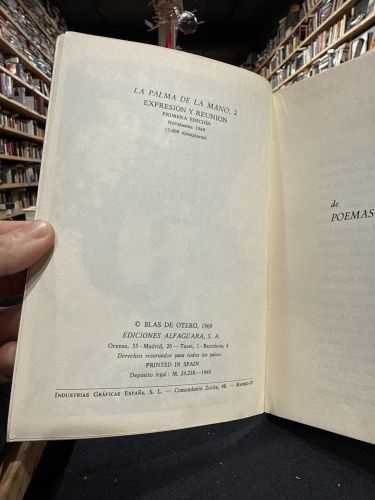 LA PALMA DE LA MANO, 2
EXPRESION Y REUNION
PRIMERA EDICION
Noviembre 1969
(3.000 ejemplares)
© BLAS DE OTERO, 1969
EDICIONES ALFAGUARA, S. A.
Orense, 35 - Madrid, 20 — Tuset, 1 - Barcelona, 6
Derechos reservados para todos los países
PRINTED IN SPAIN
Depósito legal: M. 24.238.—1969
INDUSTRIAS GRÁFICAS ESPAÑA, S. L. — Comandante Zorita, 48. — MADRID-20
de
POEMAS